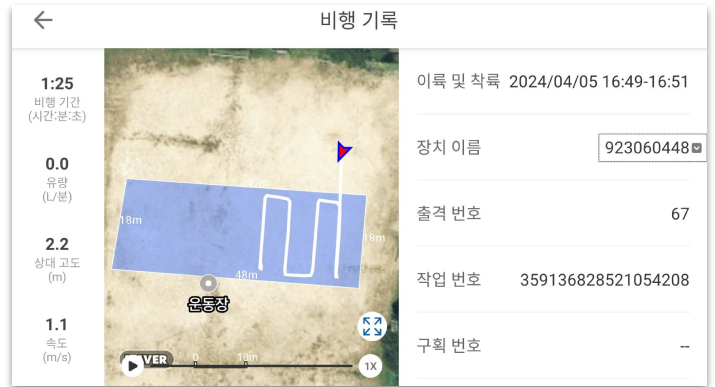 비행 기록
1:25
비행 기간
(시간:분:초)
0.0
유량
(L/분)
2.2
상대 고도
(m)
1.1
속도
(m/s)
18m
18m
48m
운동장
0
10m
1X
이륙 및 착륙 2024/04/05 16:49-16:51
장치 이름 923060448
출격 번호 67
작업 번호 359136828521054208
구획 번호 --